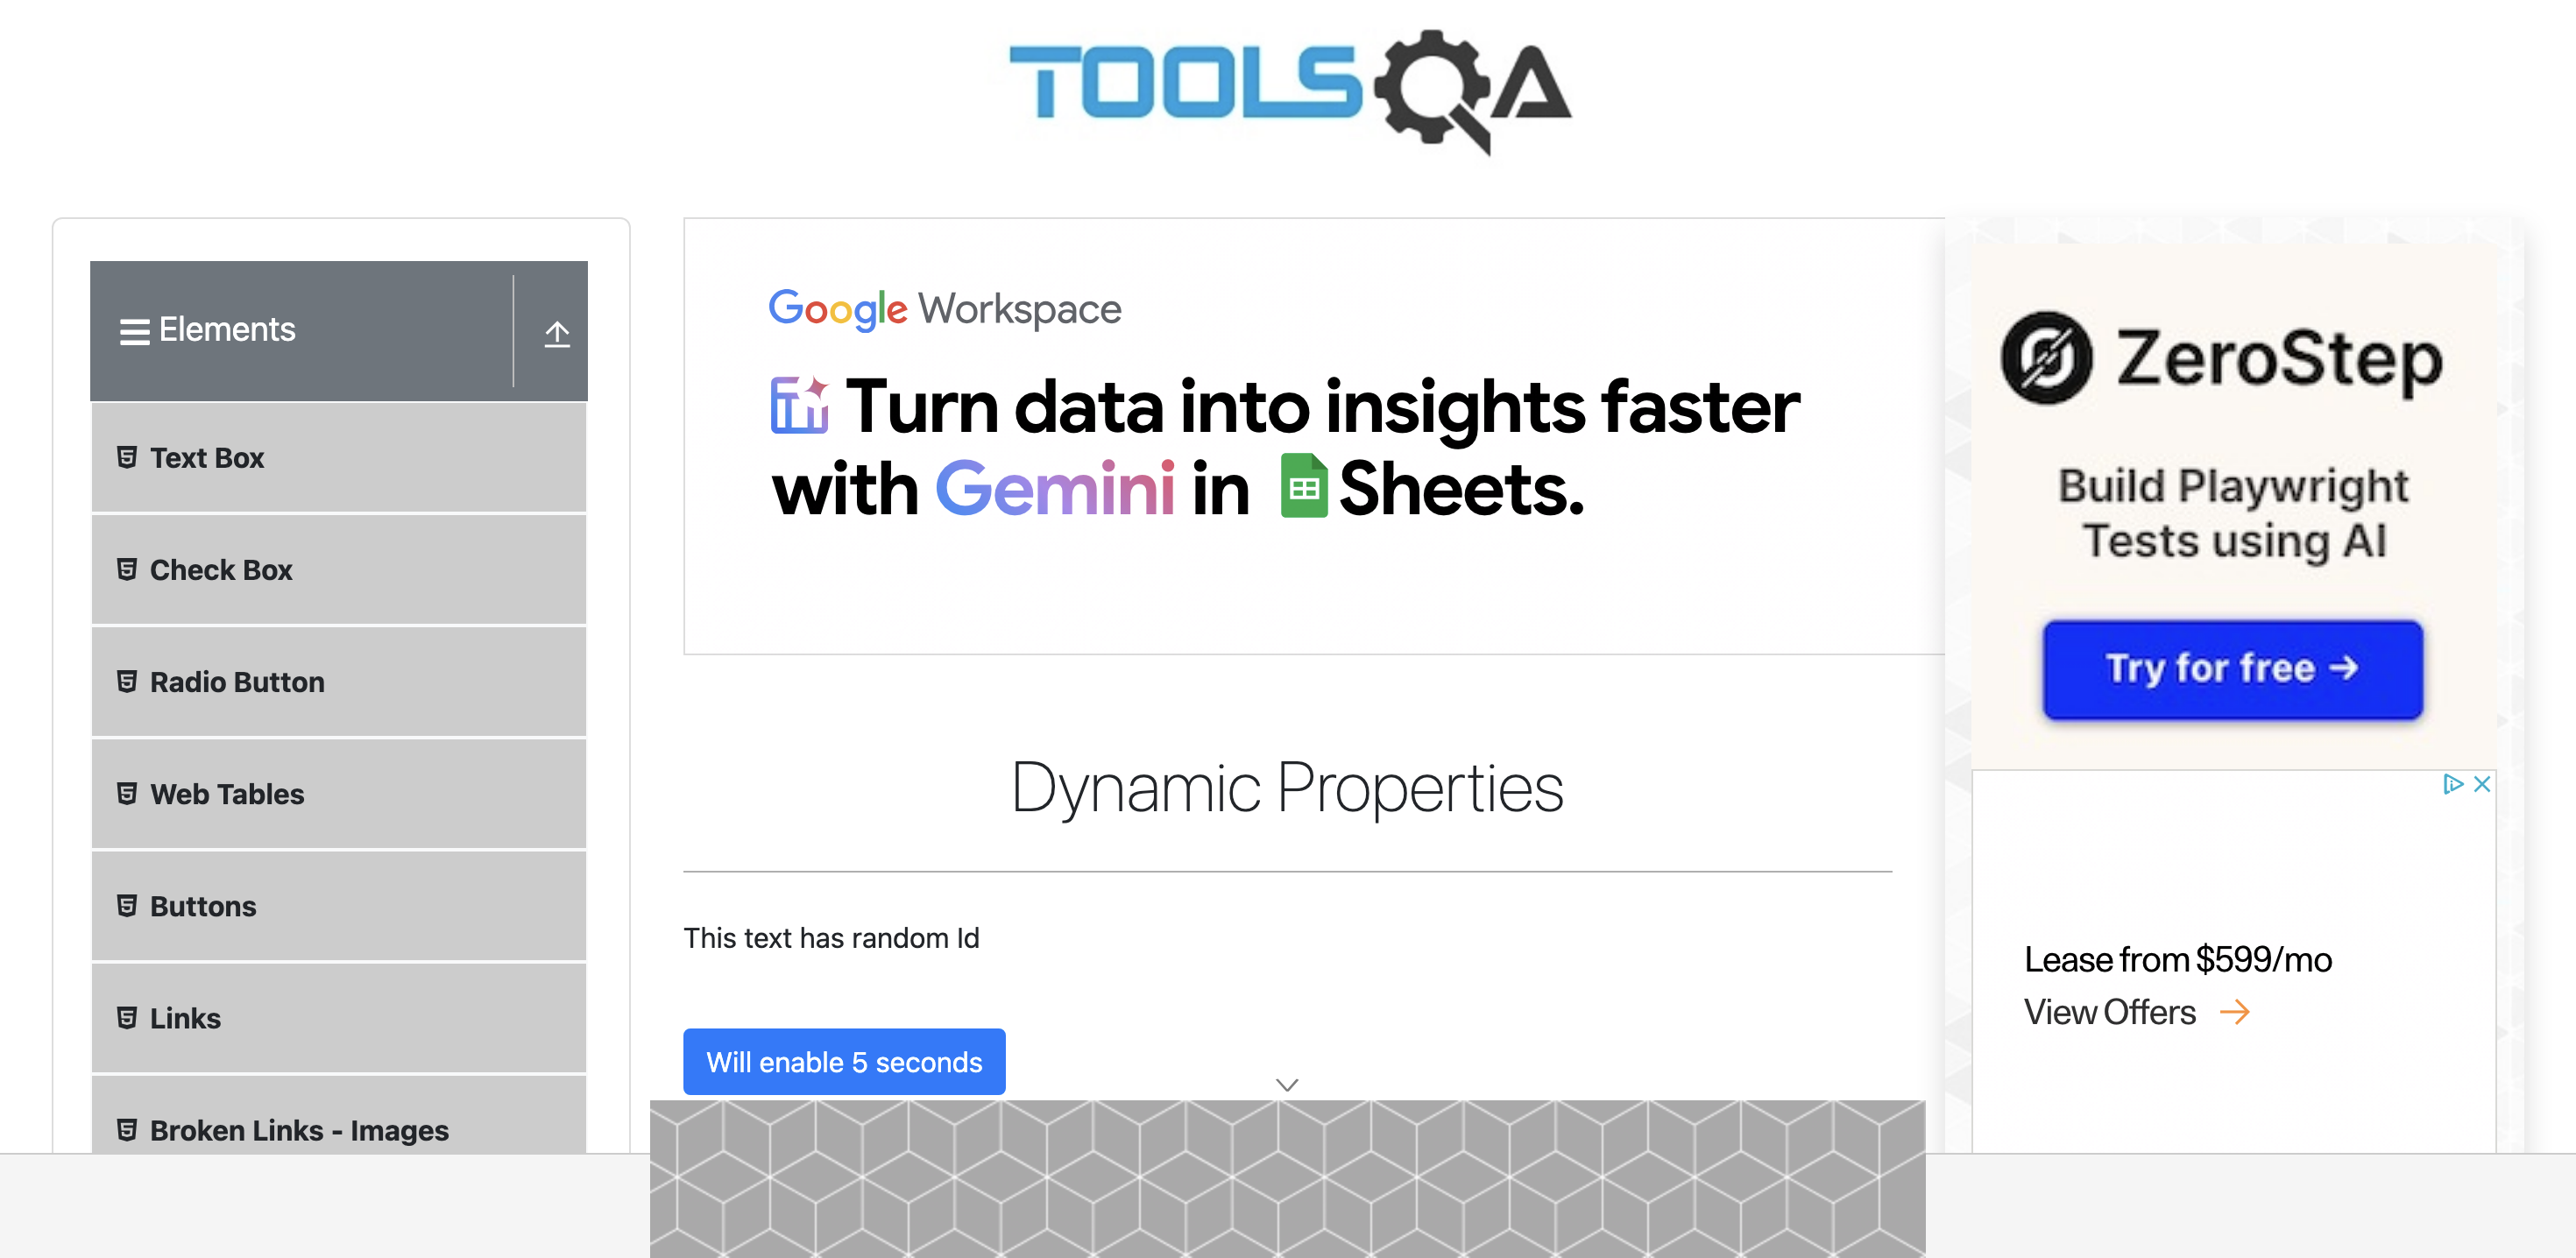 TOOLSQA
Elements
Text Box
Check Box
Radio Button
Web Tables
Buttons
Links
Broken Links - Images
Google Workspace
Turn data into insights faster
with Gemini in Sheets.
Dynamic Properties
This text has random Id
Will enable 5 seconds
ZeroStep
Build Playwright
Tests using AI
Try for free →
Lease from $599/mo
View Offers →